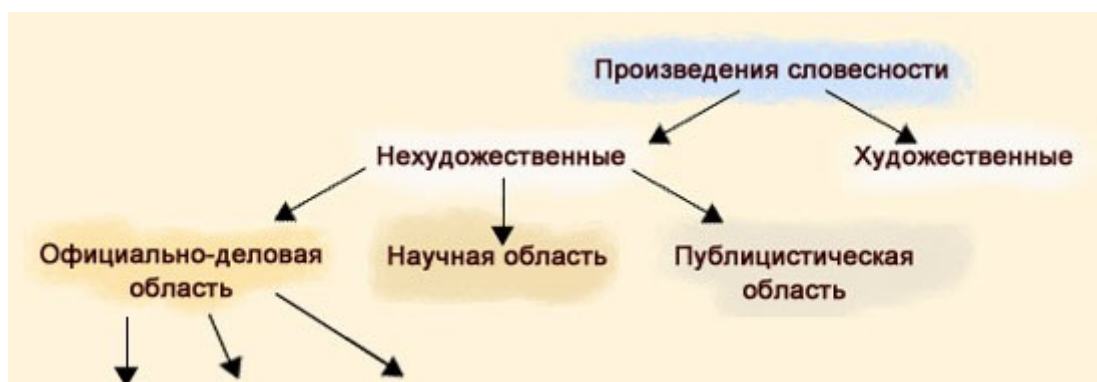 Произведения словесности
Нехудожественные
Художественные
Официально-деловая
область
Научная область
Публицистическая
область